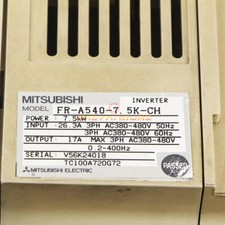 MITSUBISHI INVERTER
MODEL FR-A540-7.5K-CH
POWER : 7.5kW
INPUT : 26.3A 3PH AC380-480V 50Hz
3PH AC380-480V 60Hz
OUTPUT : 17A MAX 3PH AC380-480V
0.2-400Hz
SERIAL : V56K24018
TC100A720G72
MITSUBISHI ELECTRIC
PASSED